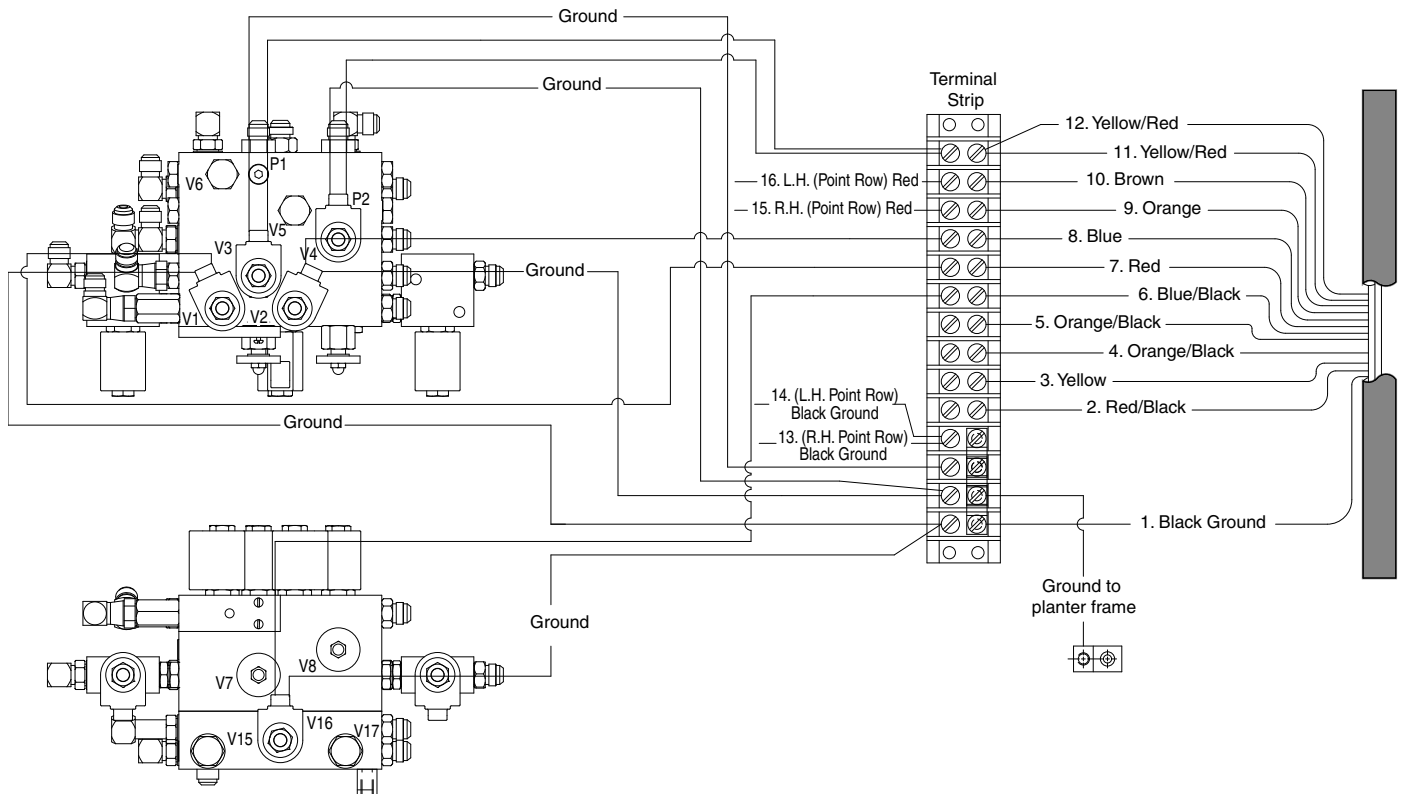 Ground
Ground
Terminal
Strip
12. Yellow/Red
11. Yellow/Red
16. L.H. (Point Row) Red
10. Brown
15. R.H. (Point Row) Red
9. Orange
8. Blue
7. Red
6. Blue/Black
5. Orange/Black
4. Orange/Black
3. Yellow
2. Red/Black
14. (L.H. Point Row)
Black Ground
13. (R.H. Point Row)
Black Ground
1. Black Ground
Ground to
planter frame
P1
V6
P2
V5
V3
V4
Ground
V1
V2
Ground
Ground
V8
V7
V16
V15
V17